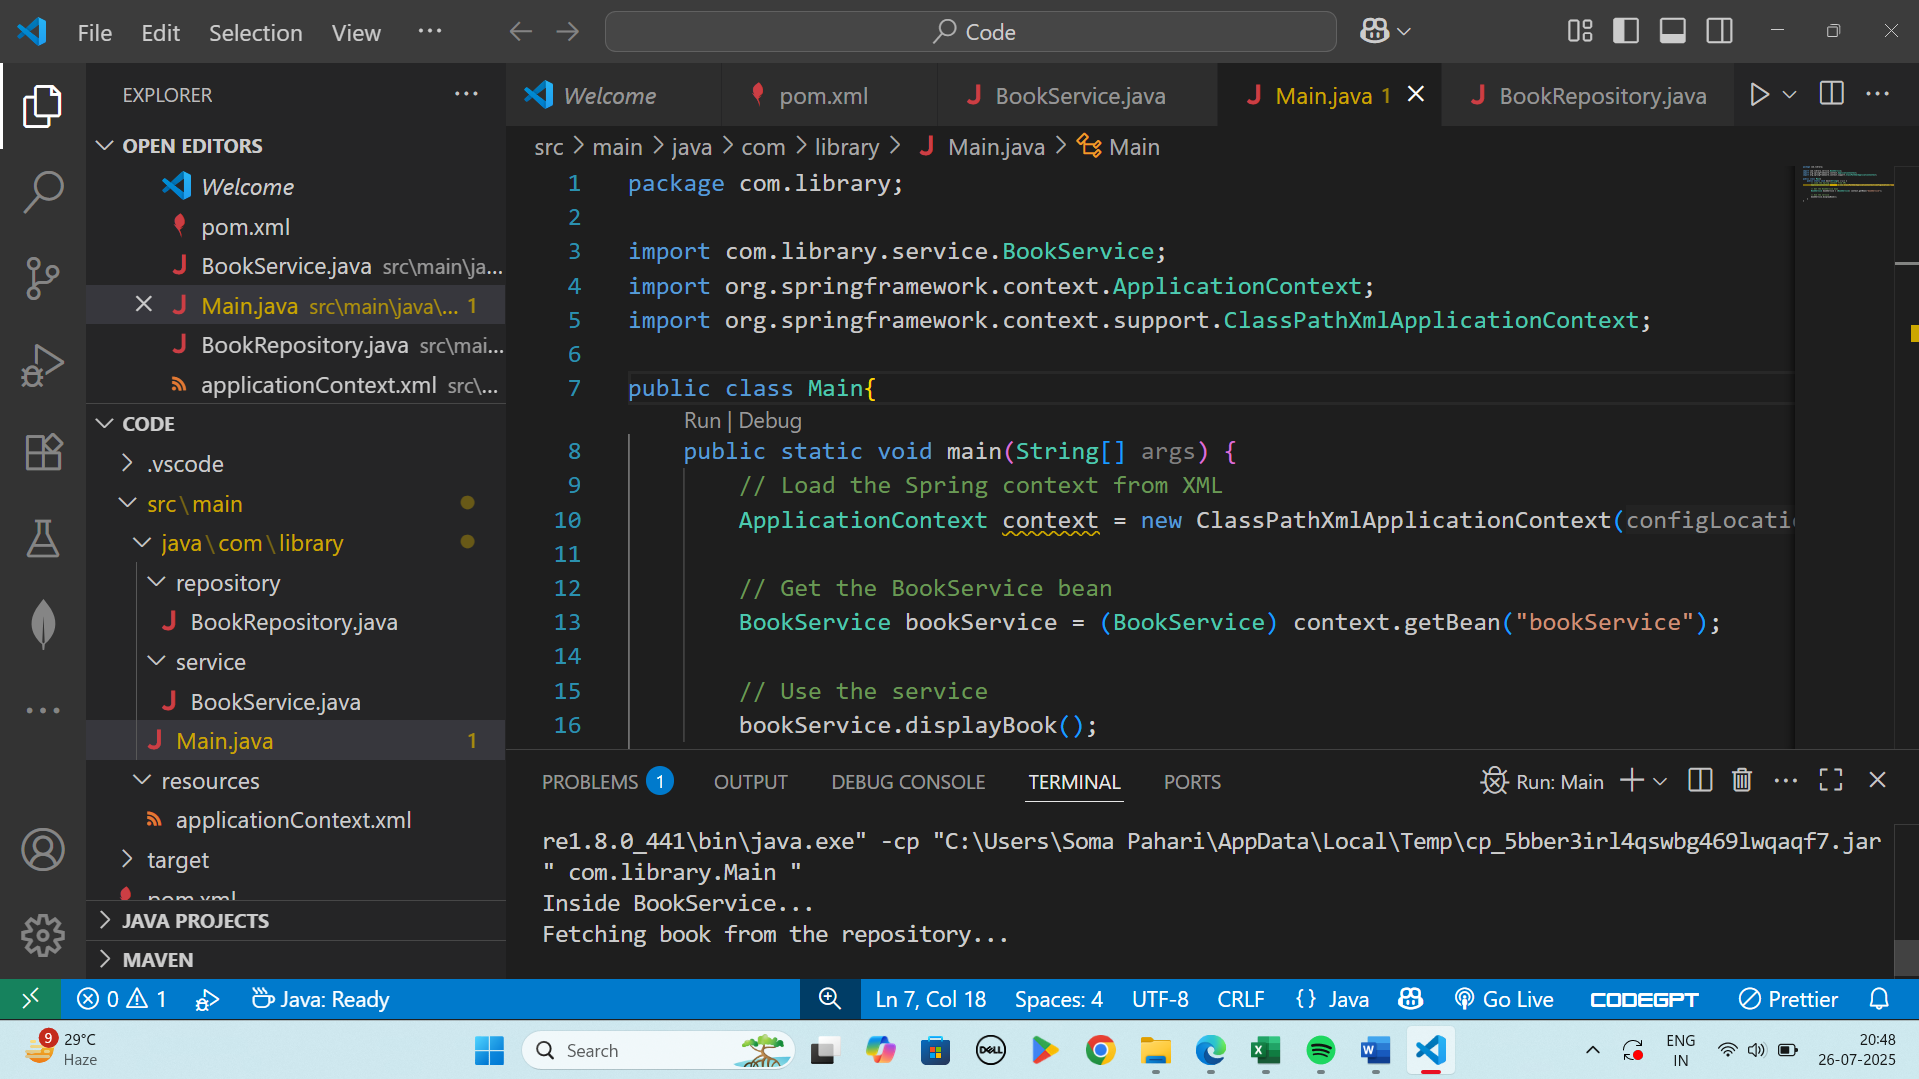 File Edit Selection View ··· Code
EXPLORER ···
OPEN EDITORS
Welcome
pom.xml
BookService.java src\main\ja...
Main.java src\main\java\... 1
BookRepository.java src\mai...
applicationContext.xml src\...
CODE
.vscode
src\main
java\com\library
repository
BookRepository.java
service
BookService.java
Main.java 1
resources
applicationContext.xml
target
pom.xml
JAVA PROJECTS
MAVEN
Welcome pom.xml BookService.java Main.java 1 BookRepository.java ···
src > main > java > com > library > Main.java > Main
1 package com.library;
2
3 import com.library.service.BookService;
4 import org.springframework.context.ApplicationContext;
5 import org.springframework.context.support.ClassPathXmlApplicationContext;
6
7 public class Main{
Run | Debug
8 public static void main(String[] args) {
9 // Load the Spring context from XML
10 ApplicationContext context = new ClassPathXmlApplicationContext(configLocatio
11
12 // Get the BookService bean
13 BookService bookService = (BookService) context.getBean("bookService");
14
15 // Use the service
16 bookService.displayBook();
PROBLEMS 1 OUTPUT DEBUG CONSOLE TERMINAL PORTS Run: Main ···
re1.8.0_441\bin\java.exe" -cp "C:\Users\Soma Pahari\AppData\Local\Temp\cp_5bber3irl4qswbg469lwqaqf7.jar
" com.library.Main "
Inside BookService...
Fetching book from the repository...
0 1 Java: Ready Ln 7, Col 18 Spaces: 4 UTF-8 CRLF {} Java Go Live CODEGPT Prettier
9 29°C
Haze
Search
DELL
ENG
IN
20:48
26-07-2025